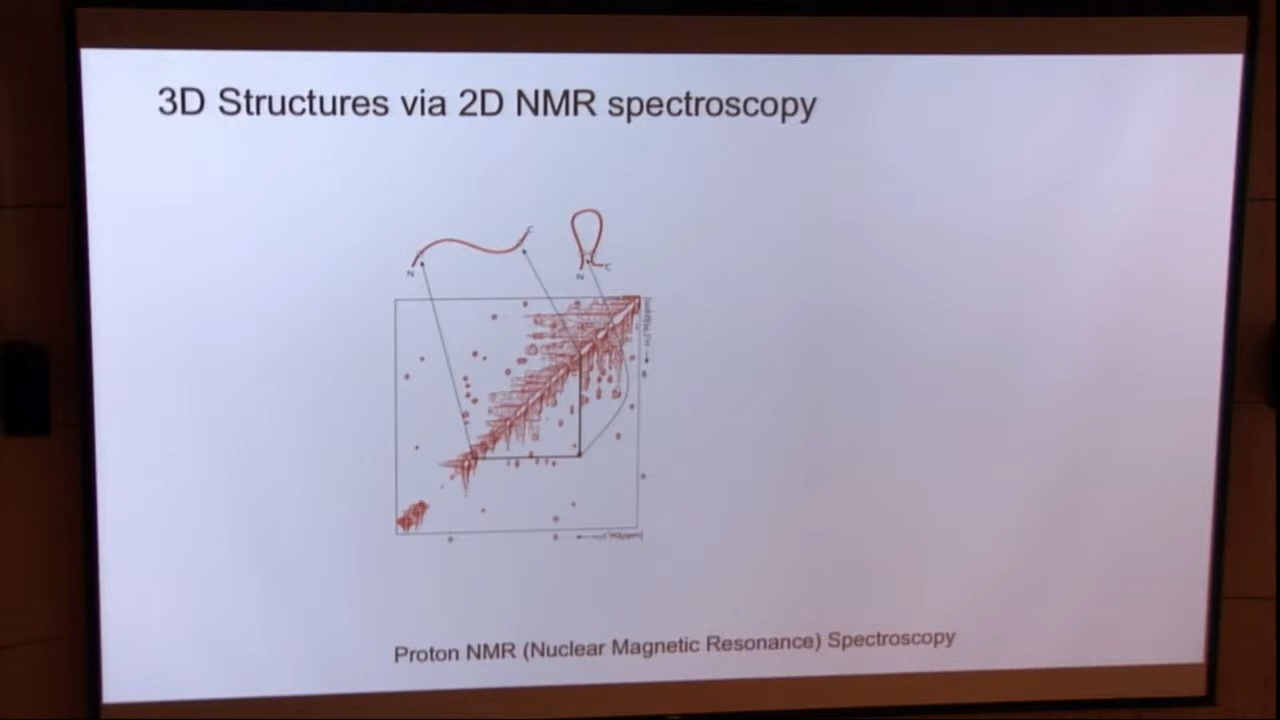 3D Structures via 2D NMR spectroscopy
C
N
N
C
Proton NMR (Nuclear Magnetic Resonance) Spectroscopy